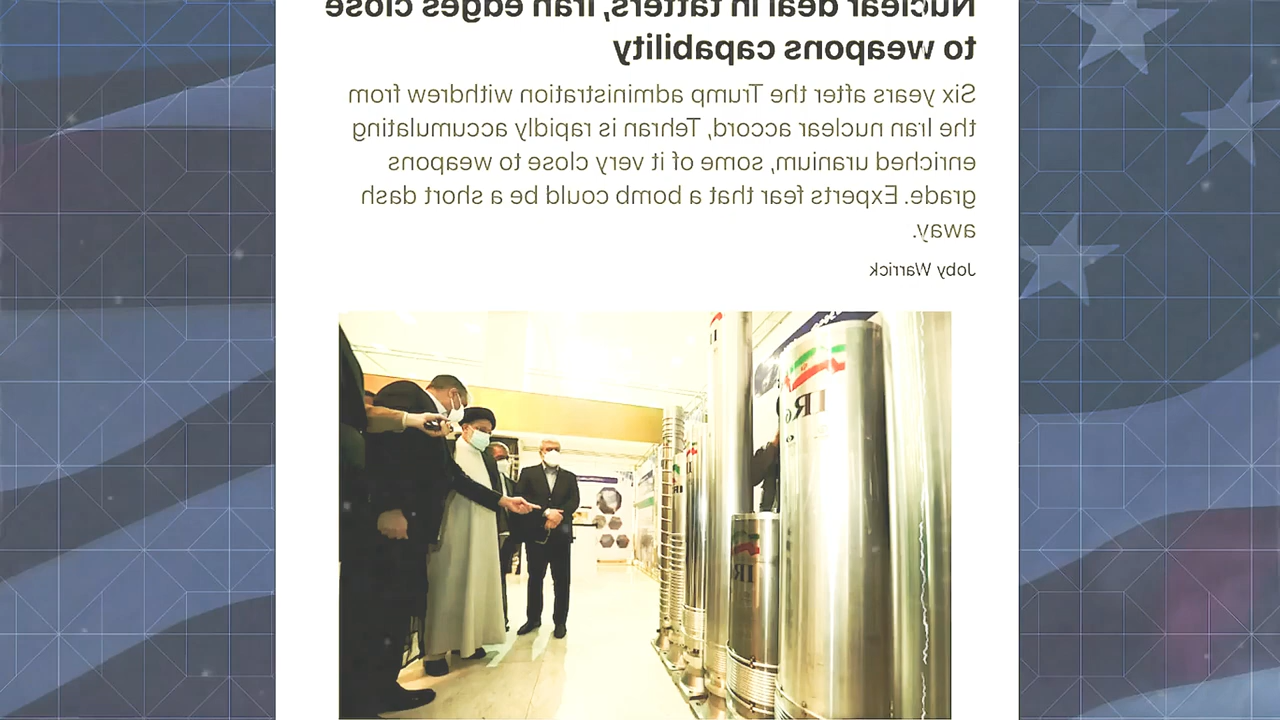 Nuclear deal in tatters, Iran edges close
to weapons capability
Six years after the Trump administration withdrew from
the Iran nuclear accord, Tehran is rapidly accumulating
enriched uranium, some of it very close to weapons
grade. Experts fear that a bomb could be a short dash
away.
Joby Warrick
IR6
IR